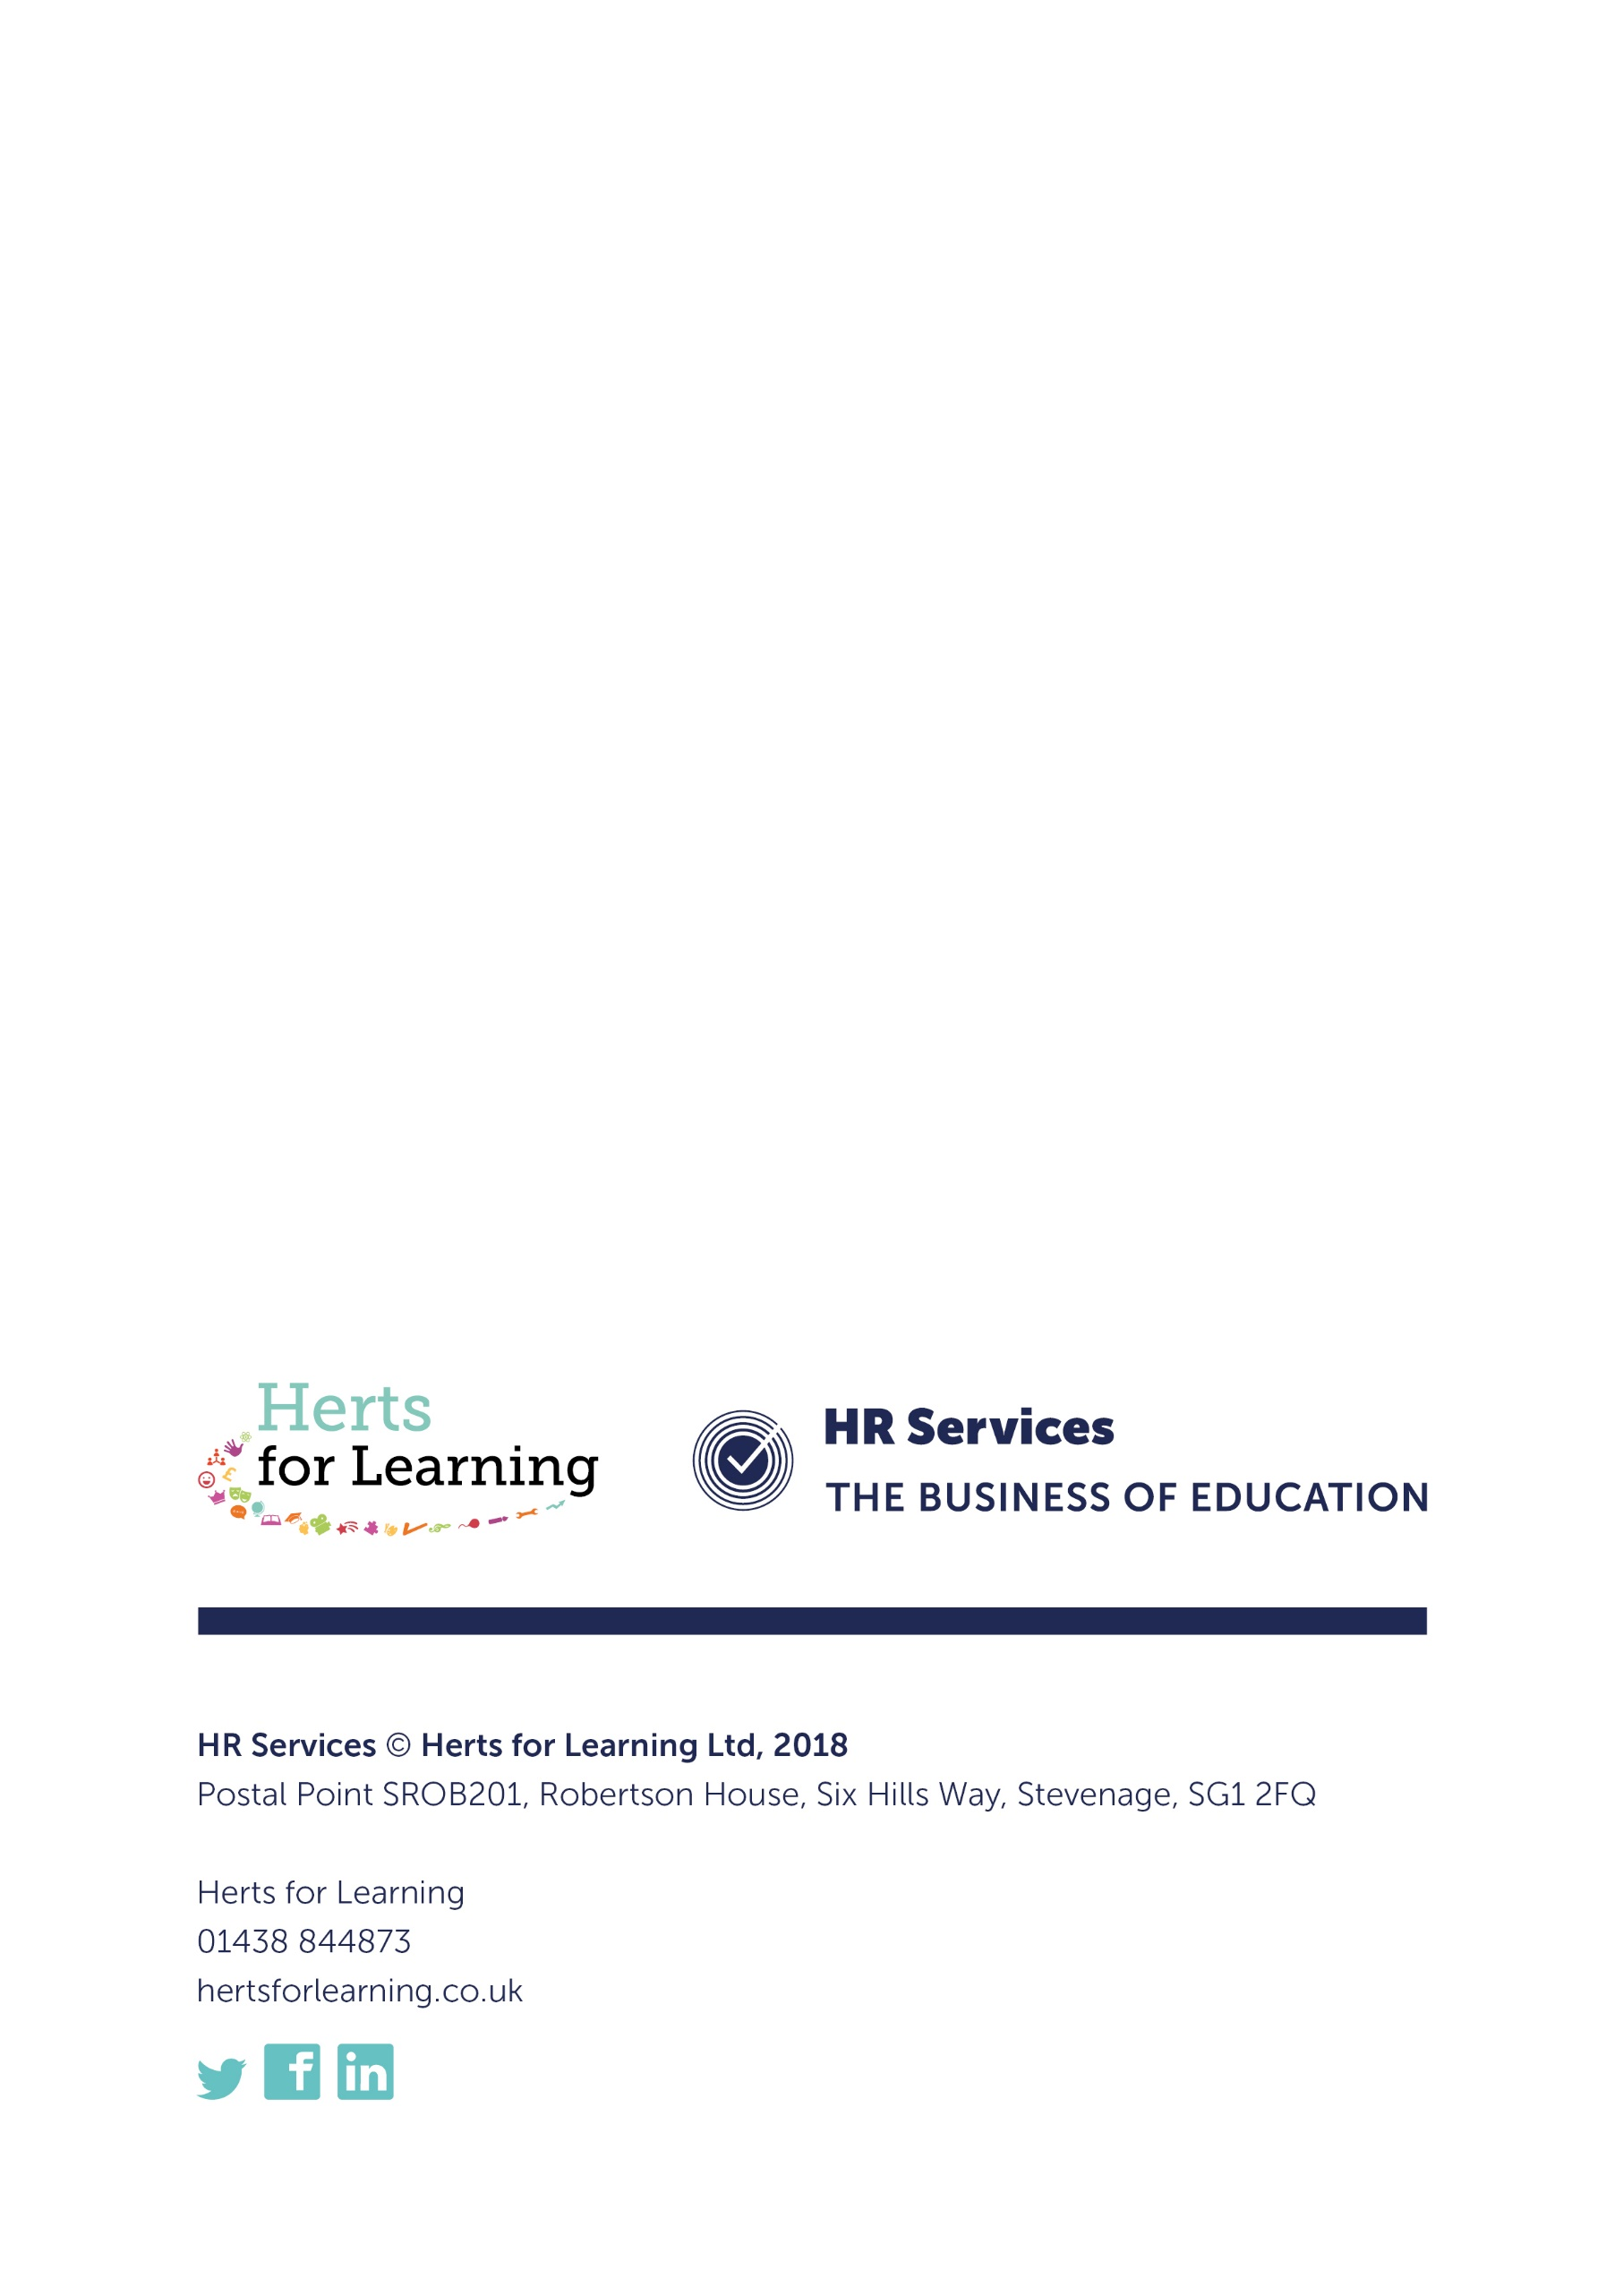 Herts
for Learning
HR Services
THE BUSINESS OF EDUCATION
HR Services © Herts for Learning Ltd, 2018
Postal Point SROB201, Robertson House, Six Hills Way, Stevenage, SG1 2FQ
Herts for Learning
01438 844873
hertsforlearning.co.uk